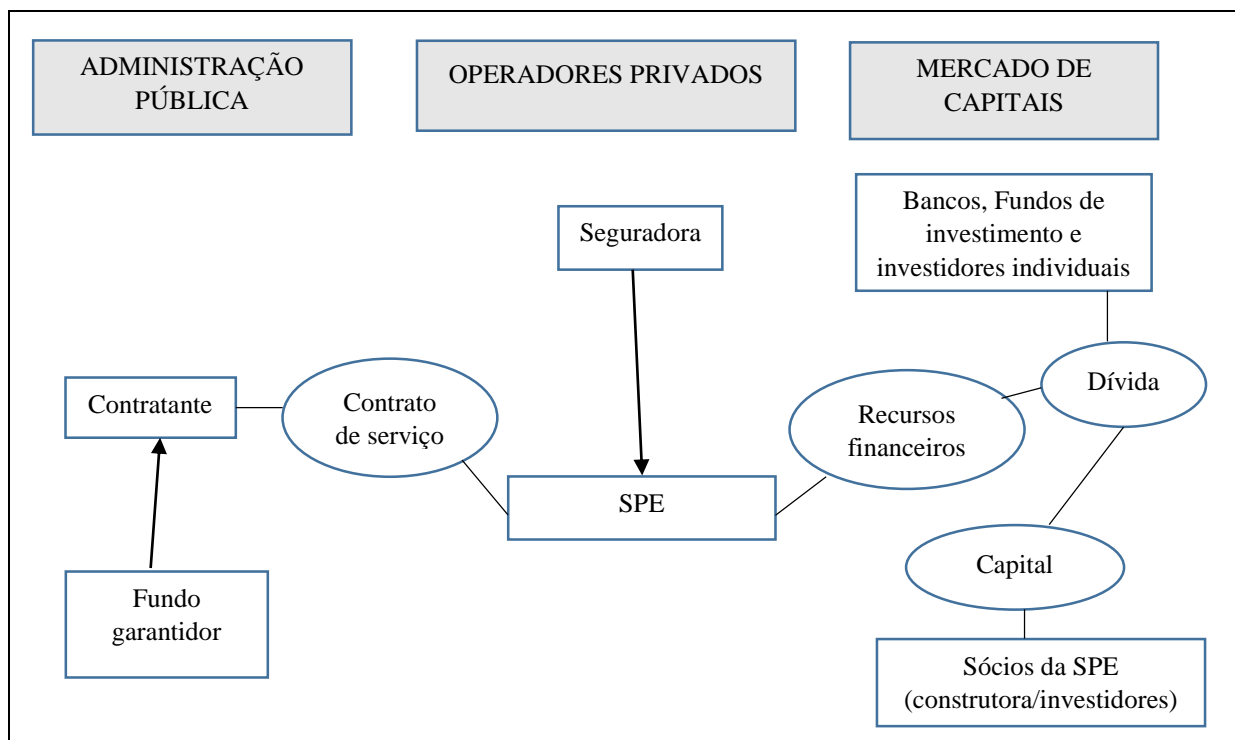 ADMINISTRAÇÃO
PÚBLICA
OPERADORES PRIVADOS
MERCADO DE
CAPITAIS
Bancos, Fundos de
investimento e
investidores individuais
Seguradora
Dívida
Contratante
Contrato
de serviço
Recursos
financeiros
SPE
Capital
Fundo
garantidor
Sócios da SPE
(construtora/investidores)